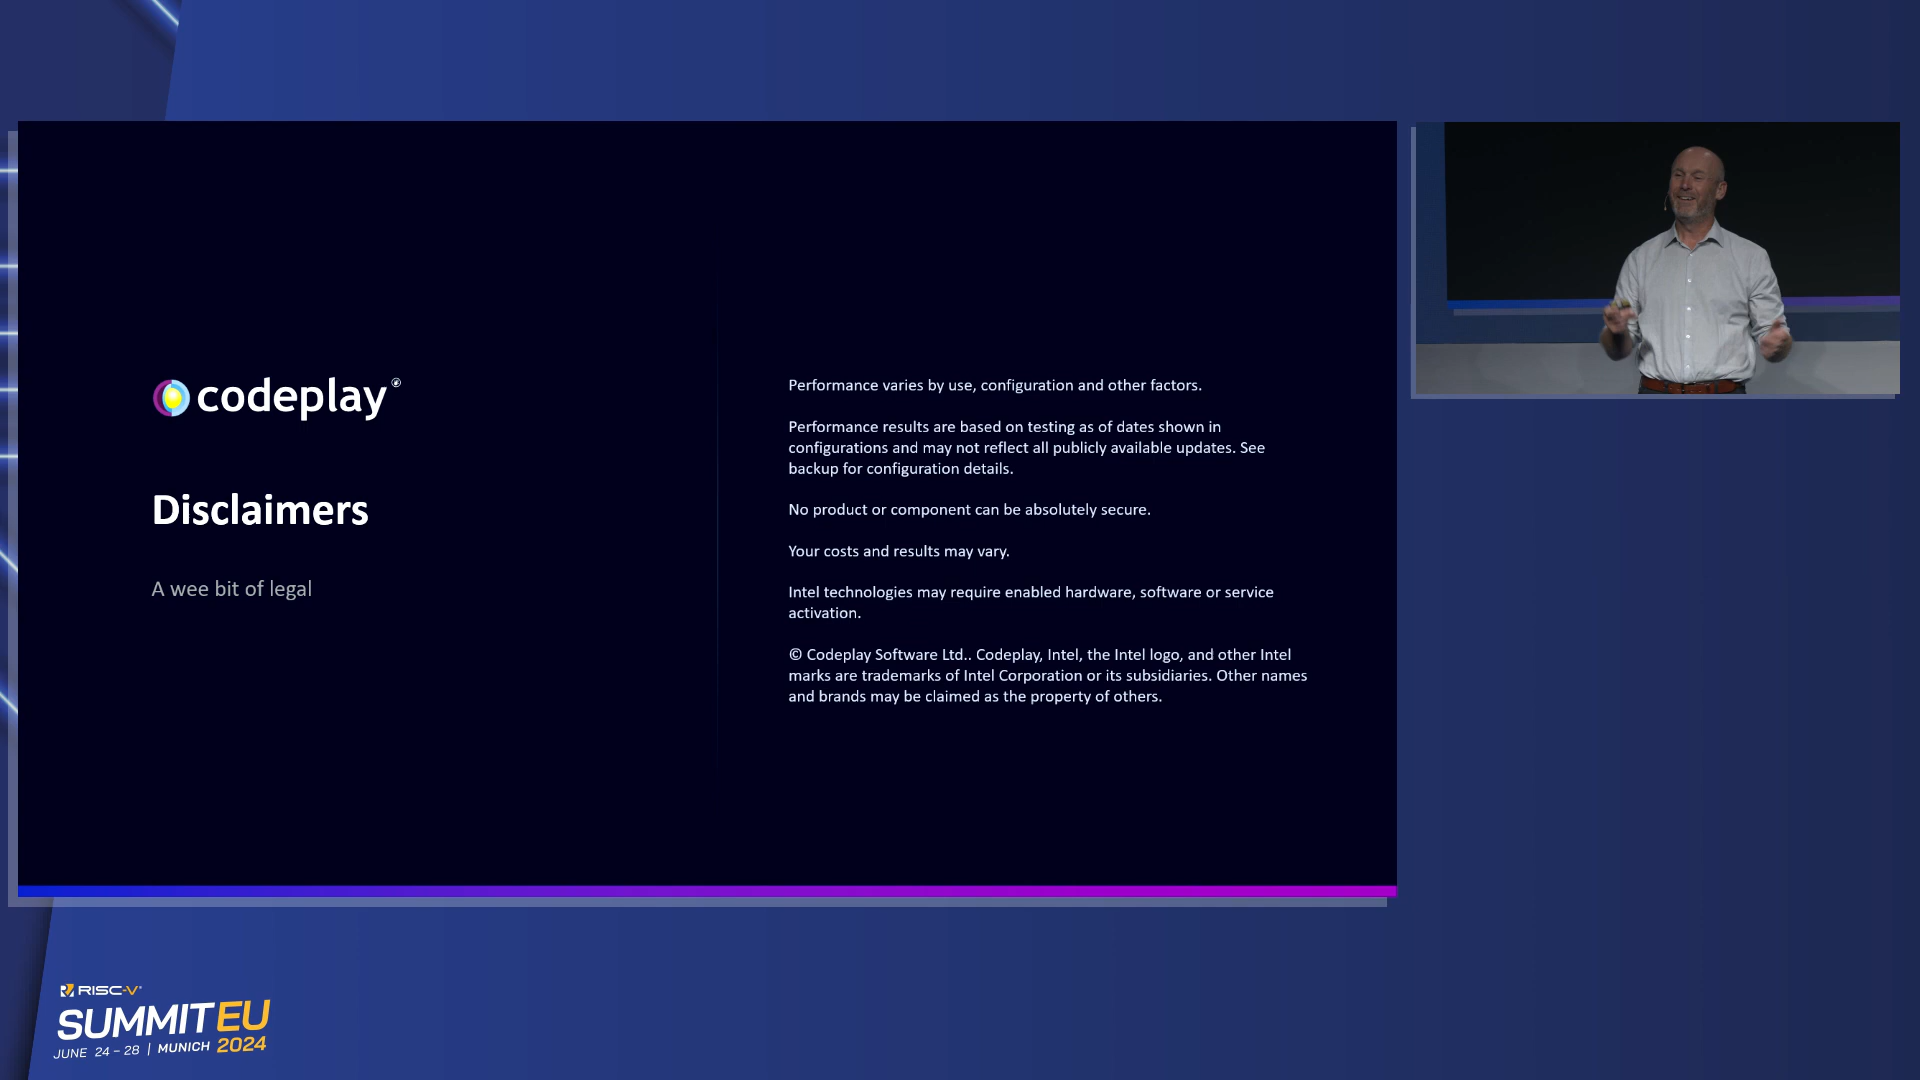 codeplay®
Disclaimers
A wee bit of legal
Performance varies by use, configuration and other factors.
Performance results are based on testing as of dates shown in
configurations and may not reflect all publicly available updates. See
backup for configuration details.
No product or component can be absolutely secure.
Your costs and results may vary.
Intel technologies may require enabled hardware, software or service
activation.
© Codeplay Software Ltd.. Codeplay, Intel, the Intel logo, and other Intel
marks are trademarks of Intel Corporation or its subsidiaries. Other names
and brands may be claimed as the property of others.
RISC-V®
SUMMIT EU
JUNE 24 – 28 | MUNICH 2024